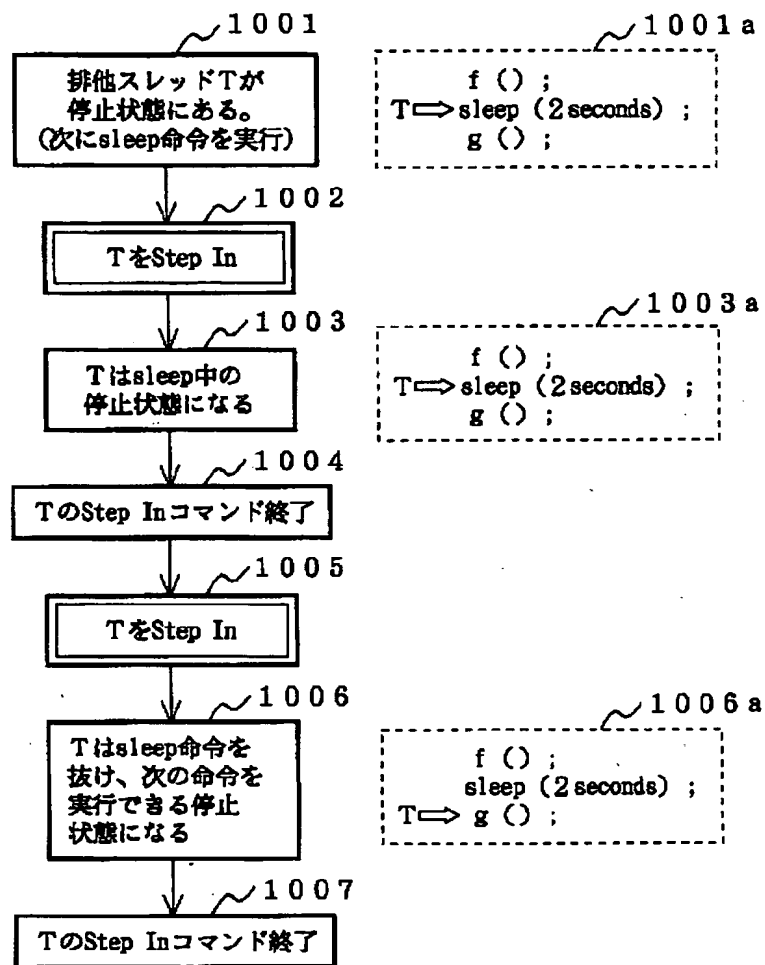 1001
排他スレッドTが
停止状態にある。
(次にsleep命令を実行)
1001a
f () ;
T⇨sleep (2seconds) ;
g () ;
1002
TをStep In
1003
Tはsleep中の
停止状態になる
1003a
f () ;
T⇨sleep (2seconds) ;
g () ;
1004
TのStep Inコマンド終了
1005
TをStep In
1006
Tはsleep命令を
抜け、次の命令を
実行できる停止
状態になる
1006a
f () ;
sleep (2seconds) ;
T⇨ g () ;
1007
TのStep Inコマンド終了